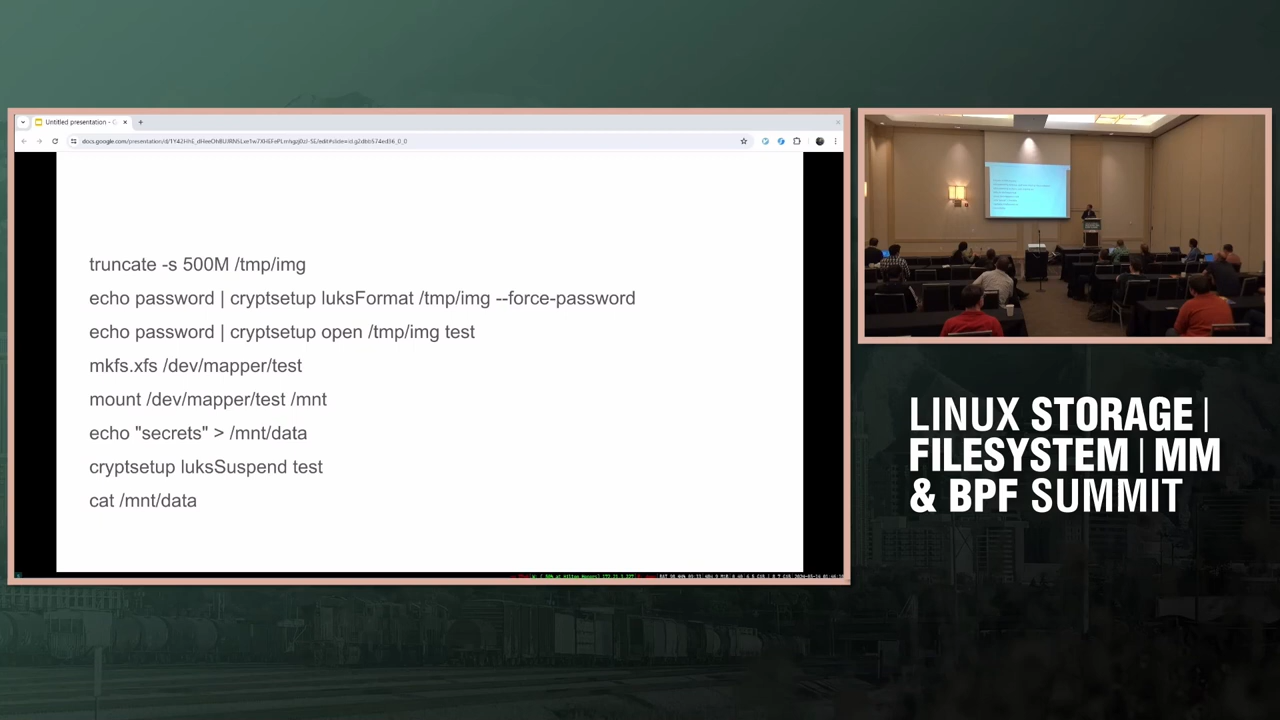 Untitled presentation - G
truncate -s 500M /tmp/img
echo password | cryptsetup luksFormat /tmp/img --force-password
echo password | cryptsetup open /tmp/img test
mkfs.xfs /dev/mapper/test
mount /dev/mapper/test /mnt
echo "secrets" > /mnt/data
cryptsetup luksSuspend test
cat /mnt/data
LINUX STORAGE |
FILESYSTEM | MM
& BPF SUMMIT